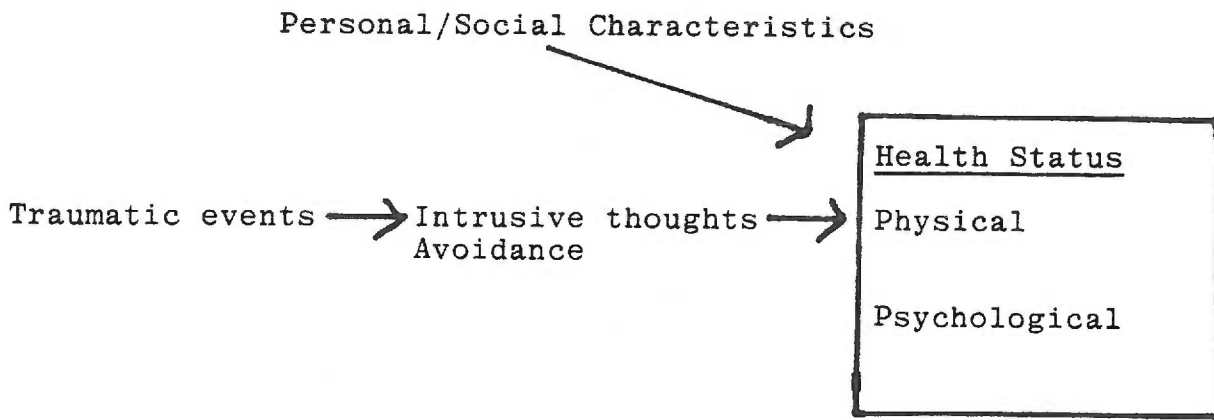 Personal/Social Characteristics
Health Status
Traumatic events
Intrusive thoughts
Avoidance
Physical
Psychological